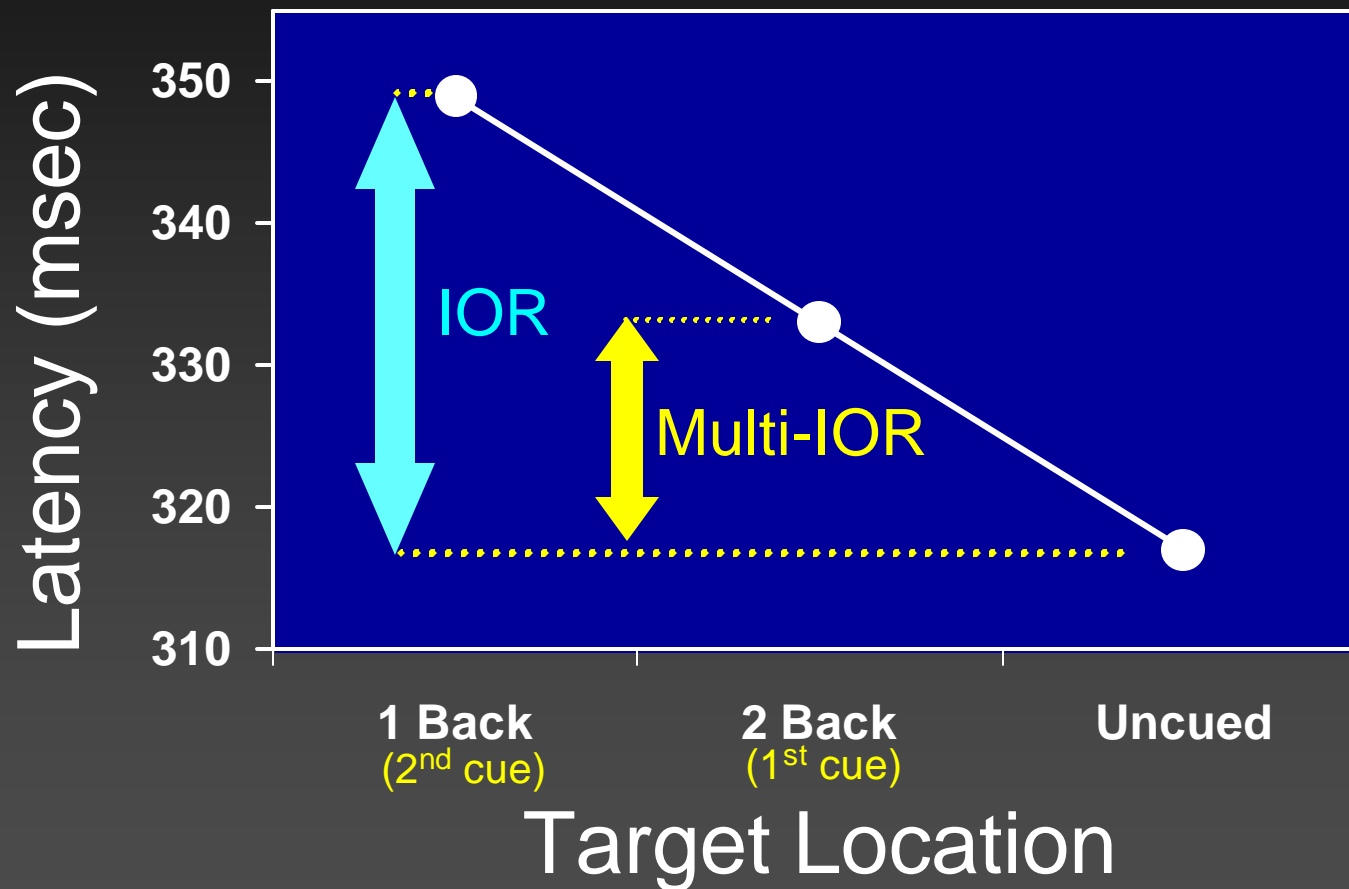 Latency (msec)
350
340
330
320
310
IOR
Multi-IOR
1 Back
(2nd cue)
2 Back
(1st cue)
Uncued
Target Location